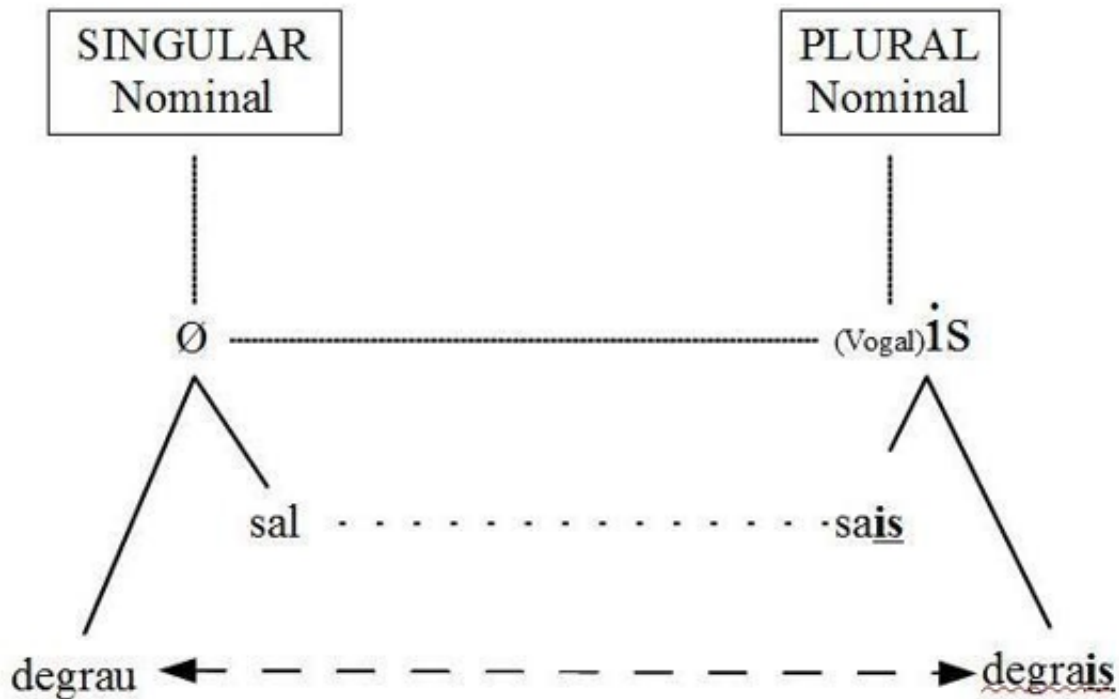 SINGULAR
Nominal
PLURAL
Nominal
Ø (Vogal)is
sal sais
degrau degrais